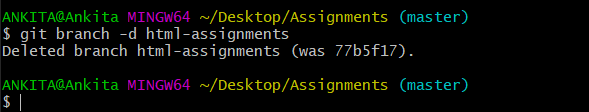 ANKITA@Ankita MINGW64 ~/Desktop/Assignments (master)
$ git branch -d html-assignments
Deleted branch html-assignments (was 77b5f17).
ANKITA@Ankita MINGW64 ~/Desktop/Assignments (master)
$